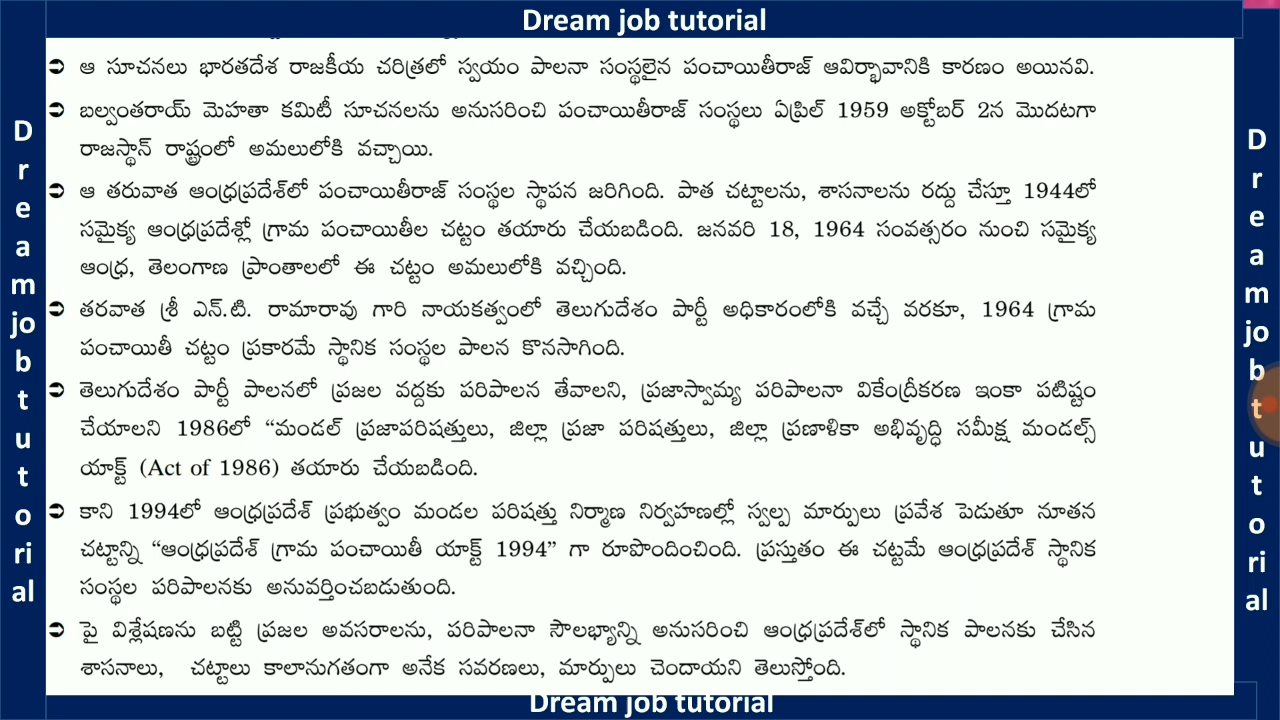 Dream job tutorial
➲ ఆ సూచనలు భారతదేశ రాజకీయ చరిత్రలో స్వయం పాలనా సంస్థలైన పంచాయితీరాజ్ ఆవిర్భావానికి కారణం అయినవి.
➲ బల్వంతరాయ్ మెహతా కమిటీ సూచనలను అనుసరించి పంచాయితీరాజ్ సంస్థలు ఏప్రిల్ 1959 అక్టోబర్ 2న మొదటగా
రాజస్థాన్ రాష్ట్రంలో అమలులోకి వచ్చాయి.
➲ ఆ తరువాత ఆంధ్రప్రదేశ్‌లో పంచాయితీరాజ్ సంస్థల స్థాపన జరిగింది. పాత చట్టాలను, శాసనాలను రద్దు చేస్తూ 1944లో
సమైక్య ఆంధ్రప్రదేశ్లో గ్రామ పంచాయితీల చట్టం తయారు చేయబడింది. జనవరి 18, 1964 సంవత్సరం నుంచి సమైక్య
ఆంధ్ర, తెలంగాణ ప్రాంతాలలో ఈ చట్టం అమలులోకి వచ్చింది.
➲ తరవాత శ్రీ ఎన్.టి. రామారావు గారి నాయకత్వంలో తెలుగుదేశం పార్టీ అధికారంలోకి వచ్చే వరకూ, 1964 గ్రామ
పంచాయితీ చట్టం ప్రకారమే స్థానిక సంస్థల పాలన కొనసాగింది.
➲ తెలుగుదేశం పార్టీ పాలనలో ప్రజల వద్దకు పరిపాలన తేవాలని, ప్రజాస్వామ్య పరిపాలనా వికేంద్రీకరణ ఇంకా పటిష్టం
చేయాలని 1986లో “మండల్ ప్రజాపరిషత్తులు, జిల్లా ప్రజా పరిషత్తులు, జిల్లా ప్రణాళికా అభివృద్ధి సమీక్ష మండల్స్
యాక్ట్ (Act of 1986) తయారు చేయబడింది.
➲ కాని 1994లో ఆంధ్రప్రదేశ్ ప్రభుత్వం మండల పరిషత్తు నిర్మాణ నిర్వహణల్లో స్వల్ప మార్పులు ప్రవేశ పెడుతూ నూతన
చట్టాన్ని “ఆంధ్రప్రదేశ్ గ్రామ పంచాయితీ యాక్ట్ 1994” గా రూపొందించింది. ప్రస్తుతం ఈ చట్టమే ఆంధ్రప్రదేశ్ స్థానిక
సంస్థల పరిపాలనకు అనువర్తించబడుతుంది.
➲ పై విశ్లేషణను బట్టి ప్రజల అవసరాలను, పరిపాలనా సౌలభ్యాన్ని అనుసరించి ఆంధ్రప్రదేశ్‌లో స్థానిక పాలనకు చేసిన
శాసనాలు, చట్టాలు కాలానుగతంగా అనేక సవరణలు, మార్పులు చెందాయని తెలుస్తోంది.
Dream job tutorial
Dream job tutorial
Dream job tutorial